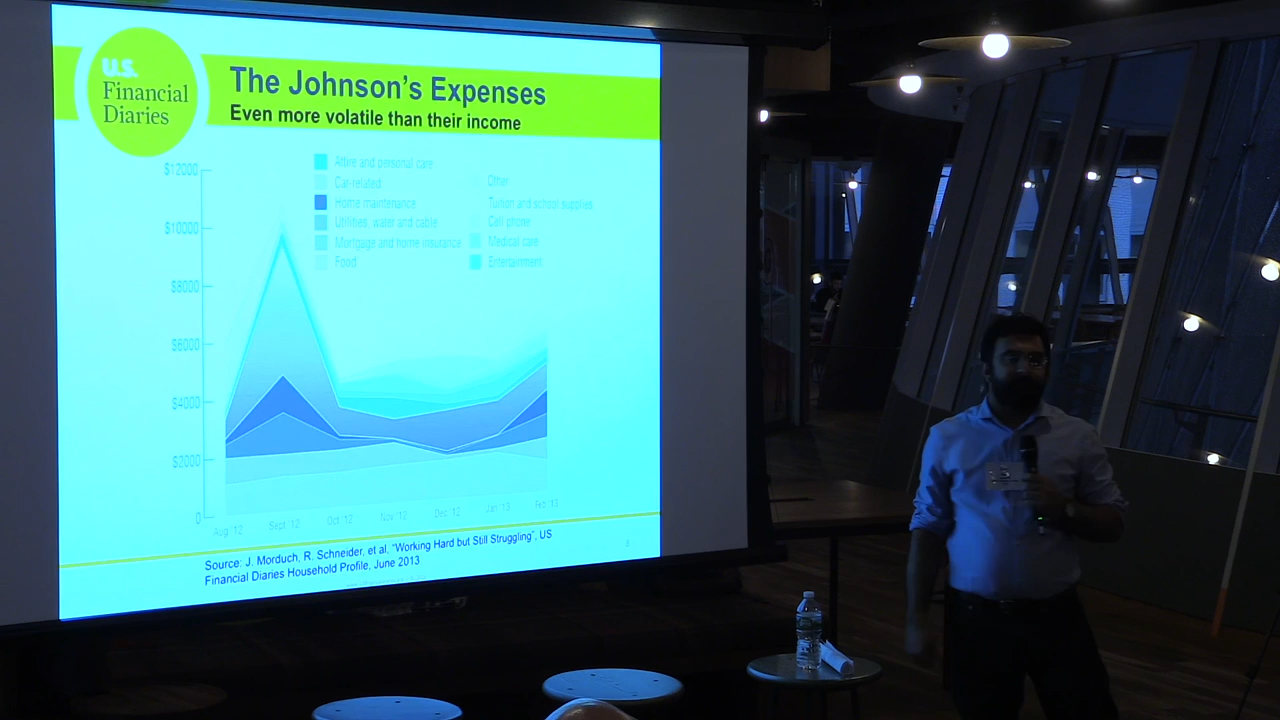 U.S.
Financial
Diaries
The Johnson's Expenses
Even more volatile than their income
$12000
$10000
$8000
$6000
$4000
$2000
0
Attire and personal care
Car-related
Home maintenance
Utilities, water and cable
Mortgage and home insurance
Food
Other
Tuition and school supplies
Cell phone
Medical care
Entertainment
Aug '12
Sept '12
Oct '12
Nov '12
Dec '12
Jan '13
Feb '13
Source: J. Morduch, R. Schneider, et al, "Working Hard but Still Struggling", US
Financial Diaries Household Profile, June 2013